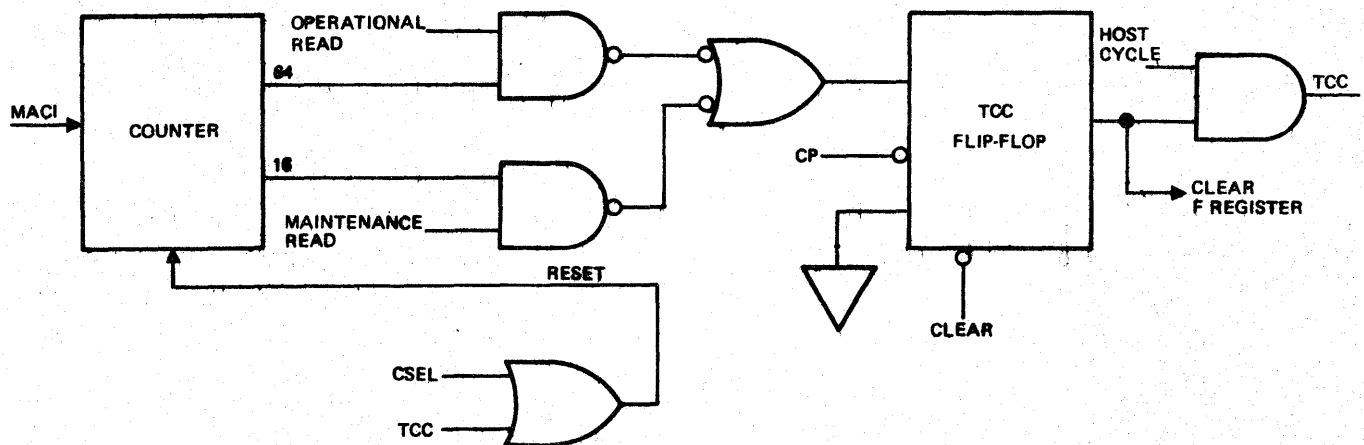 OPERATIONAL
READ
64
MACI
COUNTER
16
MAINTENANCE
READ
RESET
CSEL
TCC
CP
TCC
FLIP-FLOP
CLEAR
HOST
CYCLE
TCC
CLEAR
F REGISTER